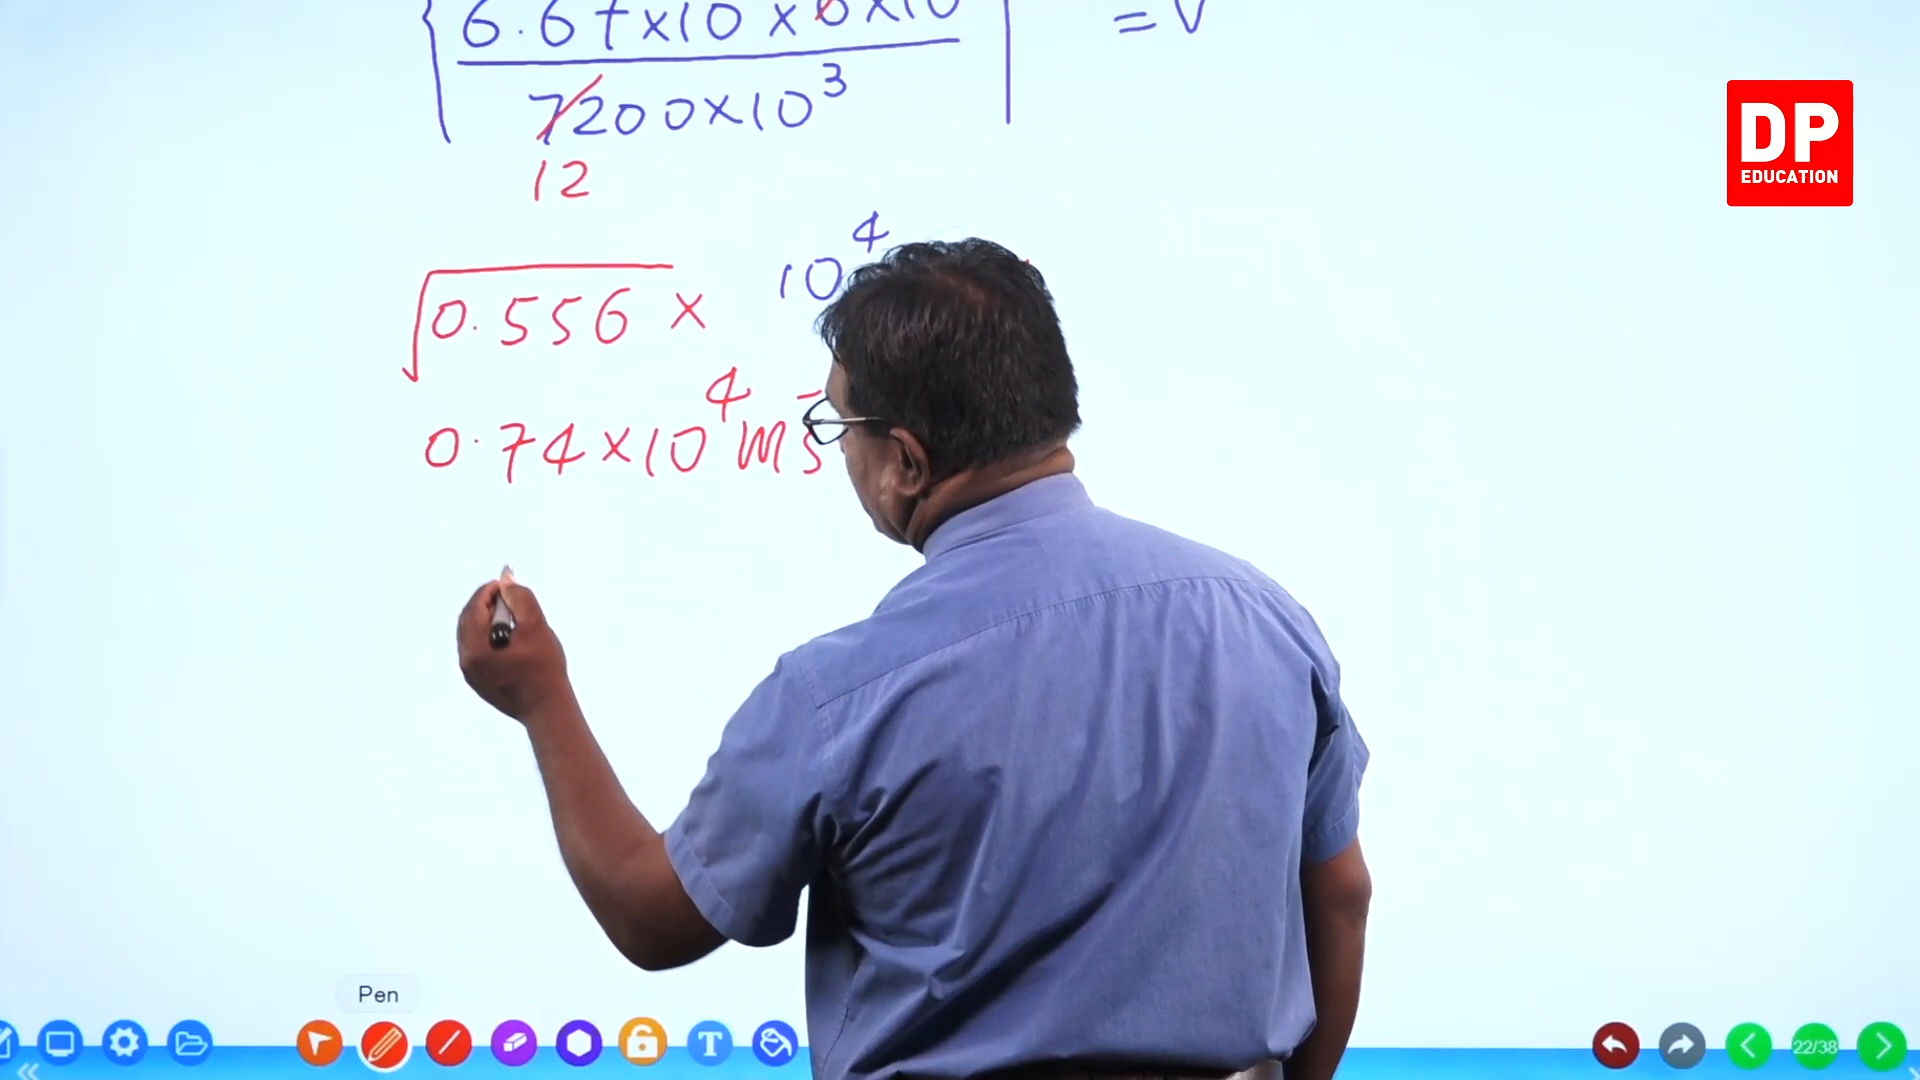 6.67×10 ×6×10 = V
7200×10³
12
10⁴
√0.556 ×
0.74×10⁴ m s⁻
DP
EDUCATION
Pen
T
22/38